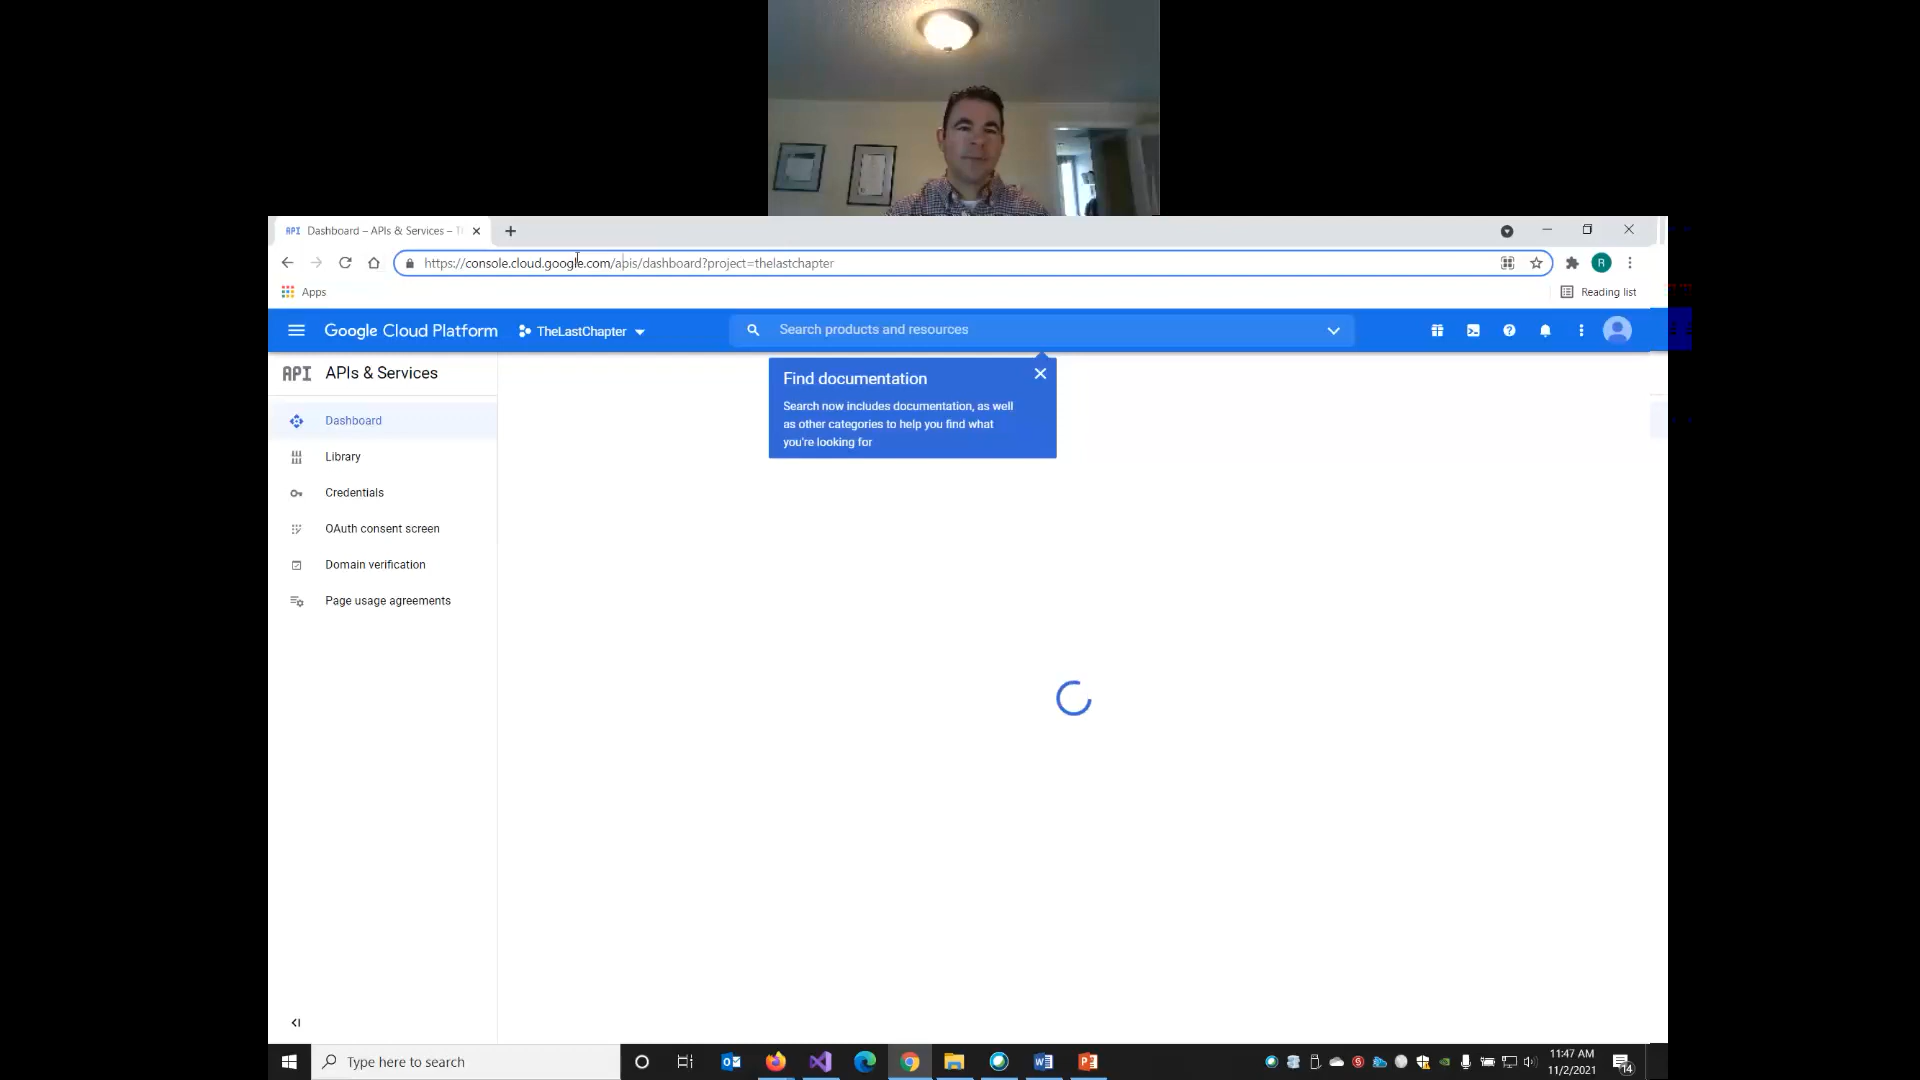 API Dashboard – APIs & Services – T
https://console.cloud.google.com/apis/dashboard?project=thelastchapter
R
Apps
Reading list
Google Cloud Platform
TheLastChapter
Search products and resources
API APIs & Services
Find documentation
Search now includes documentation, as well
as other categories to help you find what
you're looking for
Dashboard
Library
Credentials
OAuth consent screen
Domain verification
Page usage agreements
Type here to search
11:47 AM
11/2/2021
14